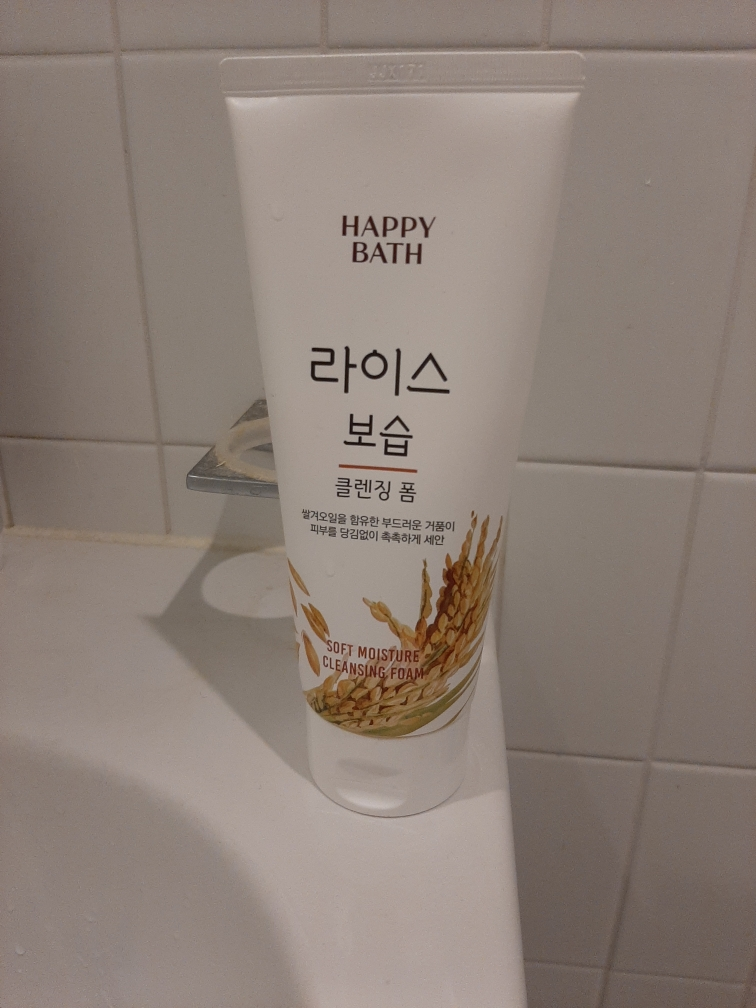 HAPPY
BATH
라이스
보습
클렌징 폼
쌀겨오일을 함유한 부드러운 거품이
피부를 당김없이 촉촉하게 세안
SOFT MOISTURE
CLEANSING FOAM